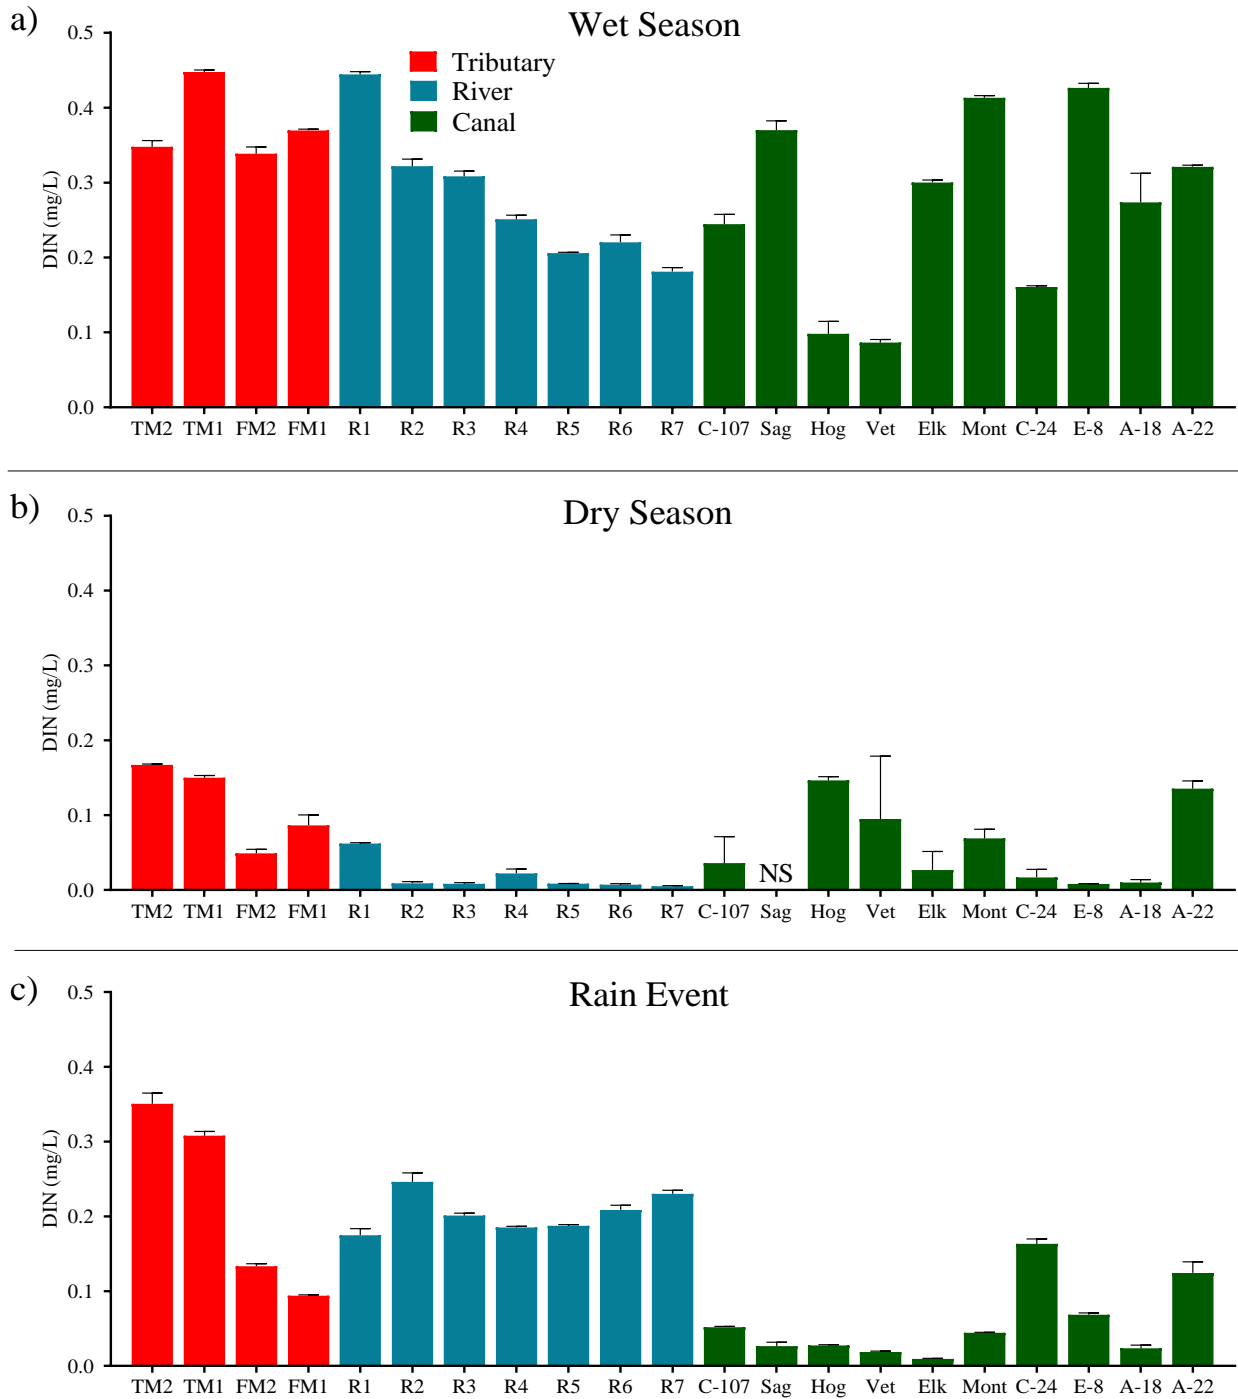 a)
Wet Season
Tributary
River
Canal
DIN (mg/L)
0.5
0.4
0.3
0.2
0.1
0.0
TM2 TM1 FM2 FM1 R1 R2 R3 R4 R5 R6 R7 C-107 Sag Hog Vet Elk Mont C-24 E-8 A-18 A-22
b)
Dry Season
DIN (mg/L)
0.5
0.4
0.3
0.2
0.1
0.0
NS
TM2 TM1 FM2 FM1 R1 R2 R3 R4 R5 R6 R7 C-107 Sag Hog Vet Elk Mont C-24 E-8 A-18 A-22
c)
Rain Event
DIN (mg/L)
0.5
0.4
0.3
0.2
0.1
0.0
TM2 TM1 FM2 FM1 R1 R2 R3 R4 R5 R6 R7 C-107 Sag Hog Vet Elk Mont C-24 E-8 A-18 A-22